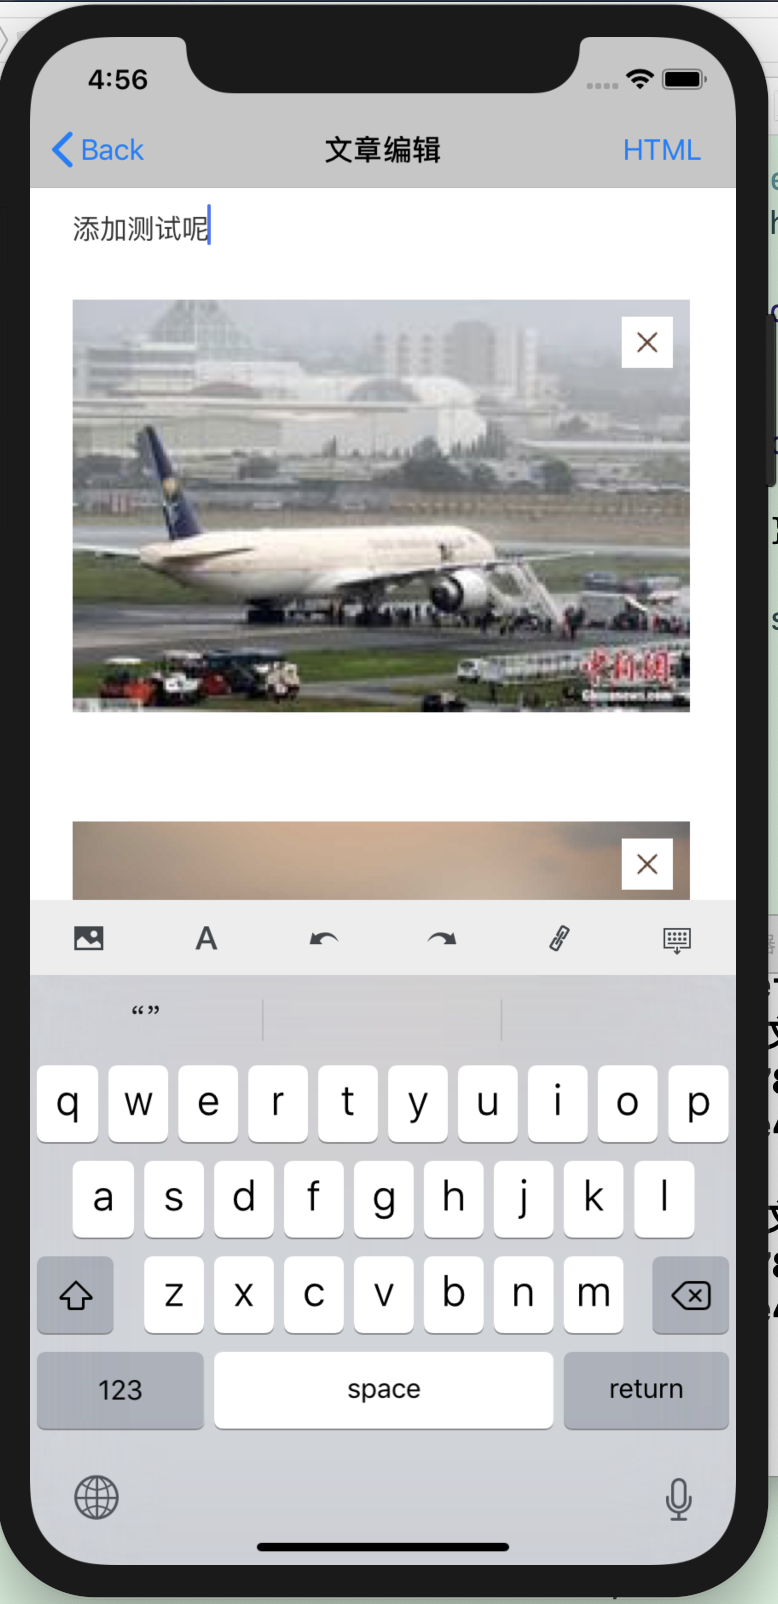 4:56
Back
文章编辑
HTML
添加测试呢
中新网
Chinanews.com
A
“”
q w e r t y u i o p
a s d f g h j k l
z x c v b n m
123
space
return